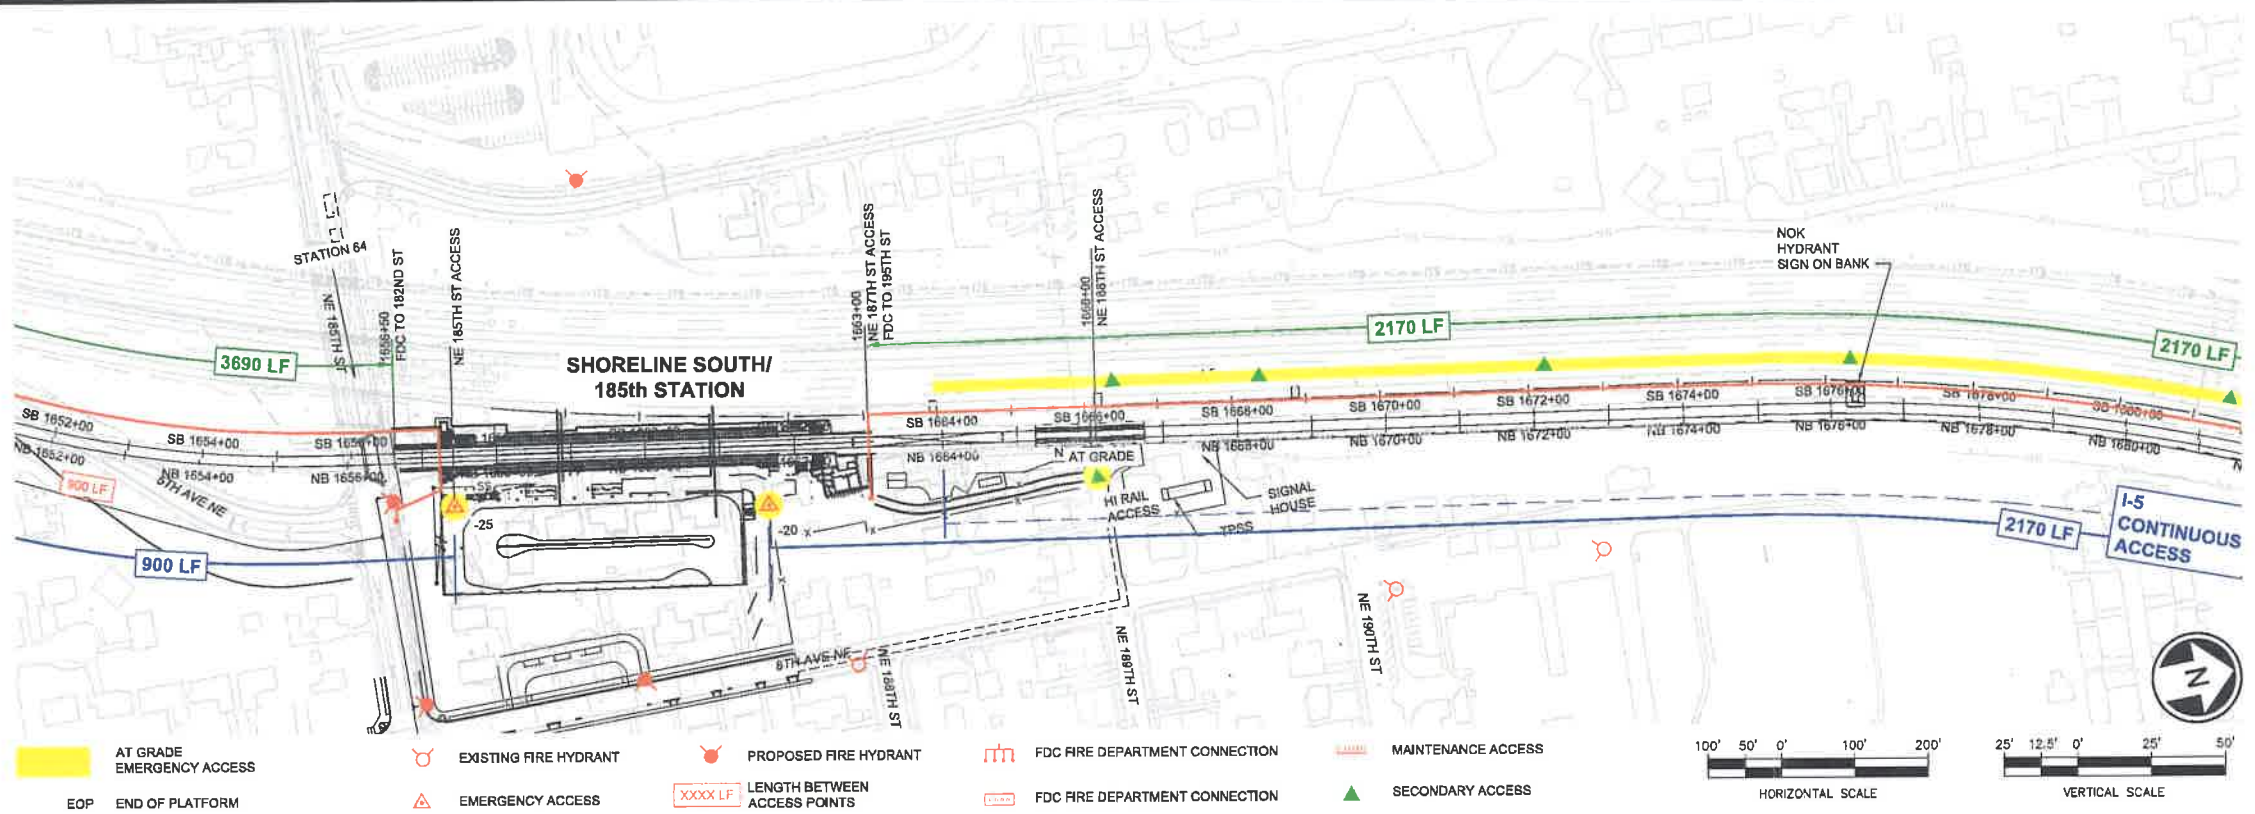 STATION 64
NE 185TH ST
1656+50
FDC TO 182ND ST
NE 185TH ST ACCESS
SHORELINE SOUTH/
185th STATION
1663+00
NE 187TH ST ACCESS
FDC TO 195TH ST
NE 188TH ST ACCESS
NOK
HYDRANT
SIGN ON BANK
3690 LF
2170 LF
2170 LF
SB 1652+00
SB 1654+00
SB 1656+00
SB 1664+00
SB 1666+00
SB 1668+00
SB 1670+00
SB 1672+00
SB 1674+00
SB 1676+00
SB 1678+00
SB 1680+00
NB 1652+00
NB 1654+00
NB 1656+00
NB 1664+00
N
AT GRADE
NB 1668+00
NB 1670+00
NB 1672+00
NB 1674+00
NB 1676+00
NB 1678+00
NB 1680+00
900 LF
5TH AVE NE
-25
-20
HI RAIL
ACCESS
SIGNAL
HOUSE
TPSS
900 LF
2170 LF
I-5
CONTINUOUS
ACCESS
8TH AVE NE
NE 188TH ST
NE 189TH ST
NE 190TH ST
N
AT GRADE
EMERGENCY ACCESS
EOP END OF PLATFORM
EXISTING FIRE HYDRANT
EMERGENCY ACCESS
PROPOSED FIRE HYDRANT
XXXX LF
LENGTH BETWEEN
ACCESS POINTS
FDC FIRE DEPARTMENT CONNECTION
FDC FIRE DEPARTMENT CONNECTION
MAINTENANCE ACCESS
SECONDARY ACCESS
100' 50' 0' 100' 200'
HORIZONTAL SCALE
25' 12.5' 0' 25' 50'
VERTICAL SCALE